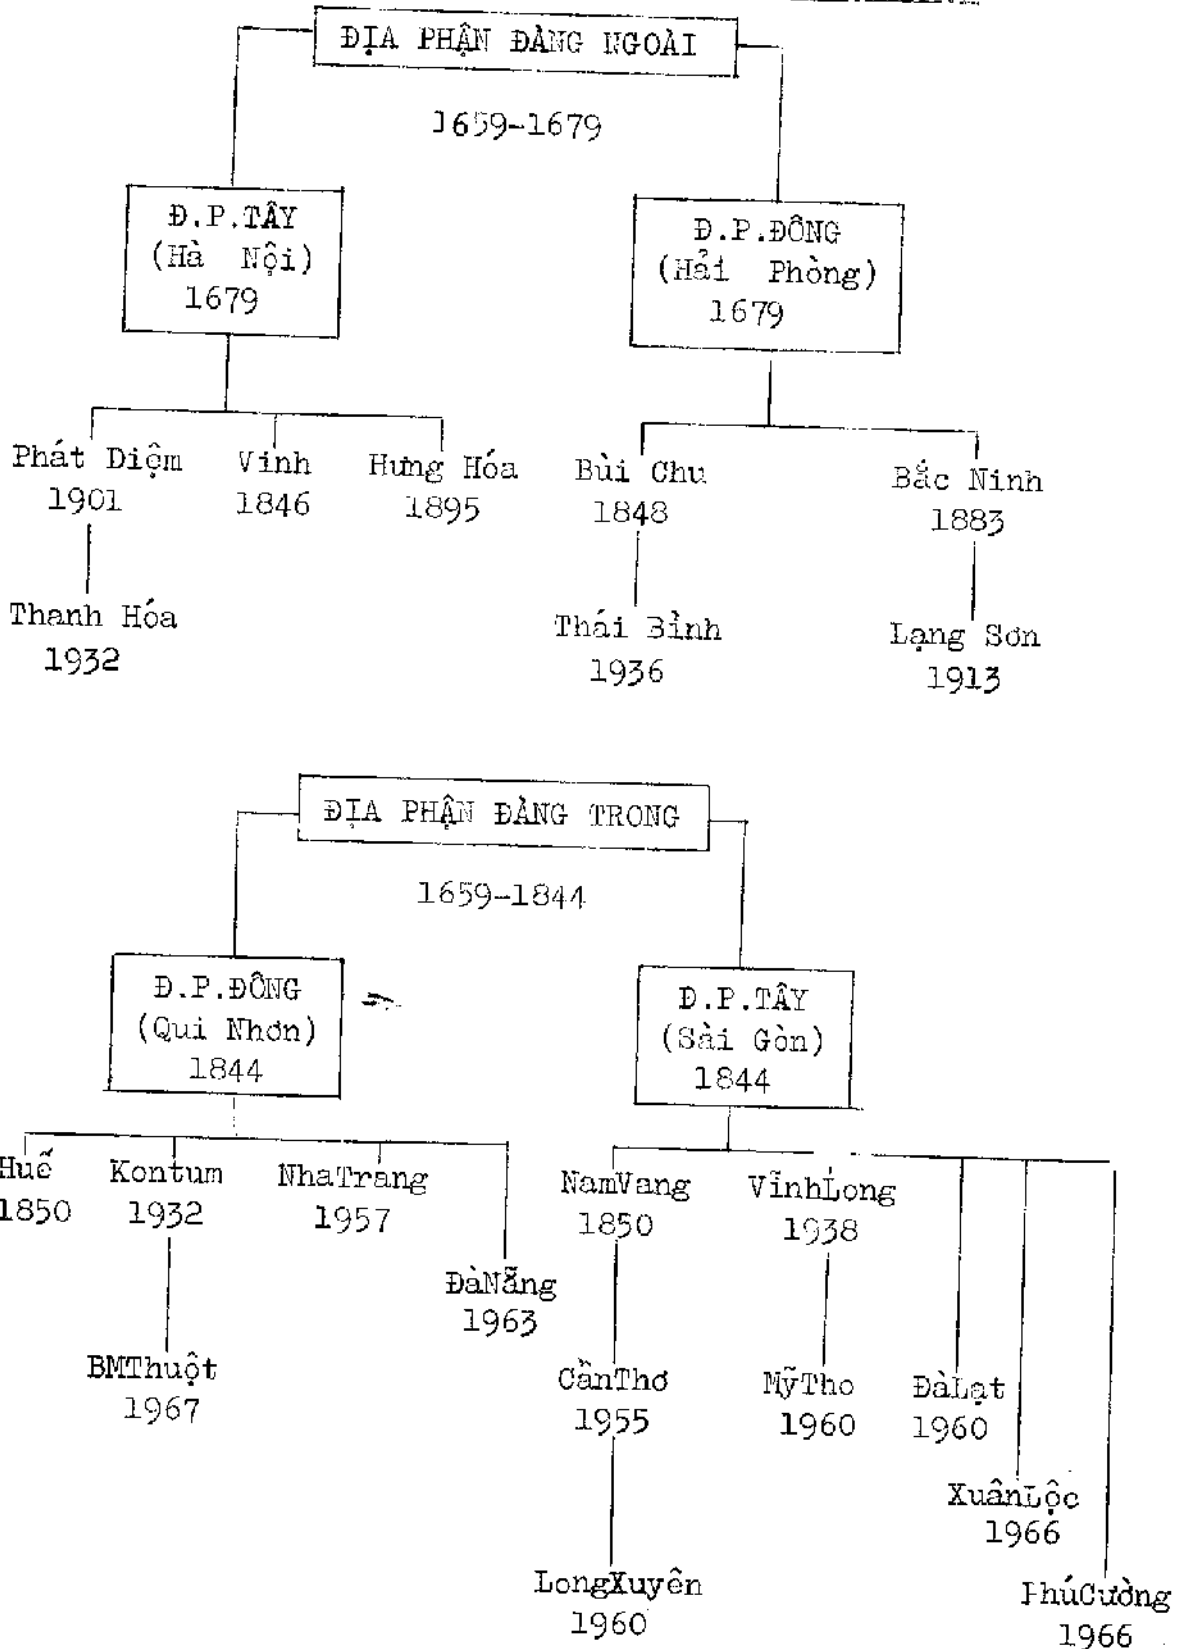 ĐỊA PHẬN ĐÀNG NGOÀI
1659-1679
Đ.P.TÂY
(Hà Nội)
1679
Đ.P.ĐÔNG
(Hải Phòng)
1679
Phát Diệm
1901
Vinh
1846
Hưng Hóa
1895
Bùi Chu
1848
Bắc Ninh
1883
Thanh Hóa
1932
Thái Bình
1936
Lạng Sơn
1913
ĐỊA PHẬN ĐÀNG TRONG
1659-1844
Đ.P.ĐÔNG
(Qui Nhơn)
1844
Đ.P.TÂY
(Sài Gòn)
1844
Huế
1850
Kontum
1932
NhaTrang
1957
ĐàNẵng
1963
BMThuột
1967
NamVang
1850
VĩnhLong
1938
CầnThơ
1955
MỹTho
1960
ĐàLạt
1960
XuânLộc
1966
LongXuyên
1960
PhúCường
1966